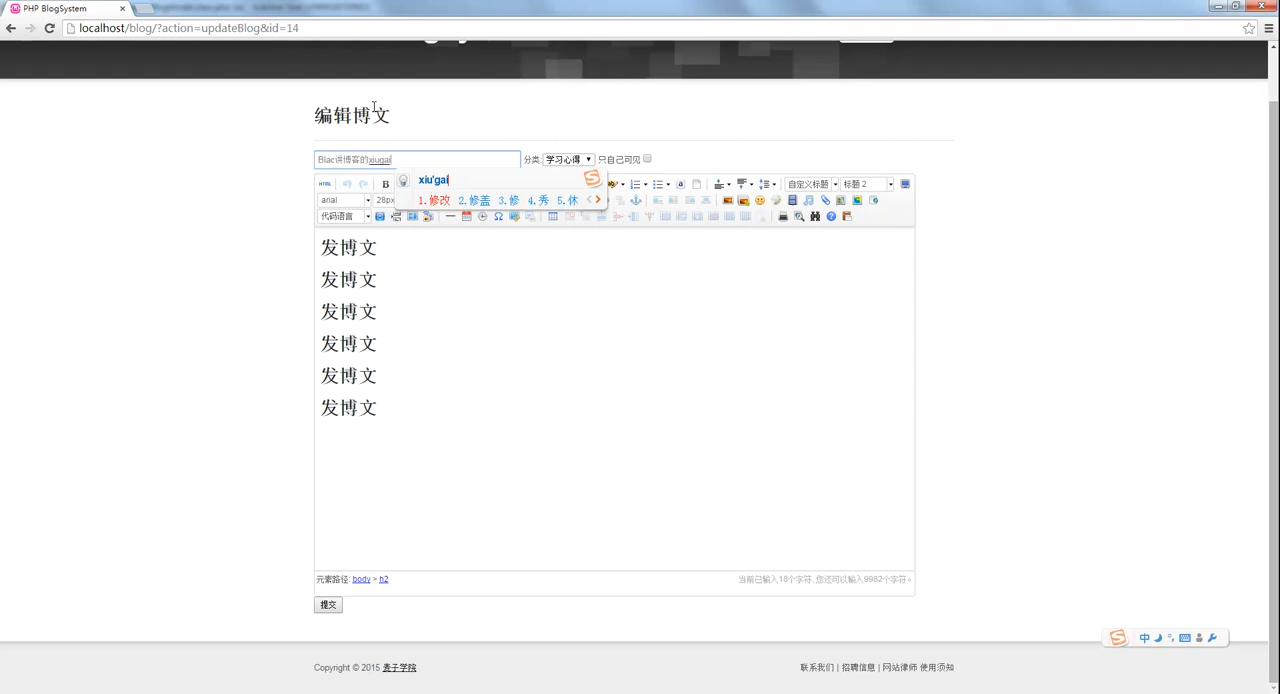 PHP BlogSystem
localhost/blog/?action=updateBlog&id=14
编辑博文
Blac讲博客的xiugai 分类: 学习心得 只自己可见
xiu'gai
1.修改 2.修盖 3.修 4.秀 5.休
HTML B 自定义标题 标题 2
arial 28px
代码语言
发博文
发博文
发博文
发博文
发博文
发博文
元素路径: body > h2 当前已输入18个字符, 您还可以输入9982个字符。
提交
中
Copyright © 2015 麦子学院 联系我们 | 招聘信息 | 网站律师 使用须知